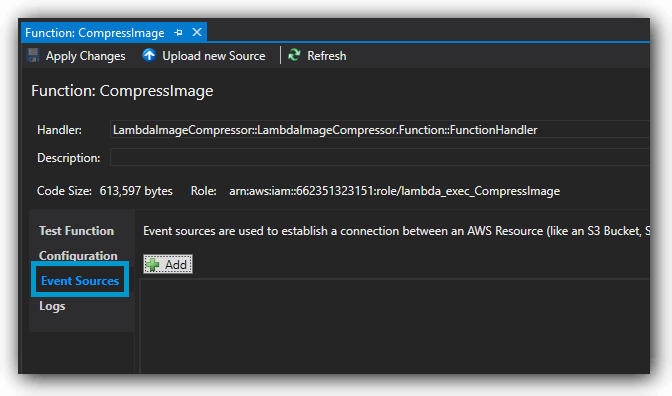 Function: CompressImage
Apply Changes Upload new Source Refresh
Function: CompressImage
Handler: LambdaImageCompressor::LambdaImageCompressor.Function::FunctionHandler
Description:
Code Size: 613,597 bytes Role: arn:aws:iam::662351323151:role/lambda_exec_CompressImage
Test Function
Event sources are used to establish a connection between an AWS Resource (like an S3 Bucket, S
Configuration
Add
Event Sources
Logs